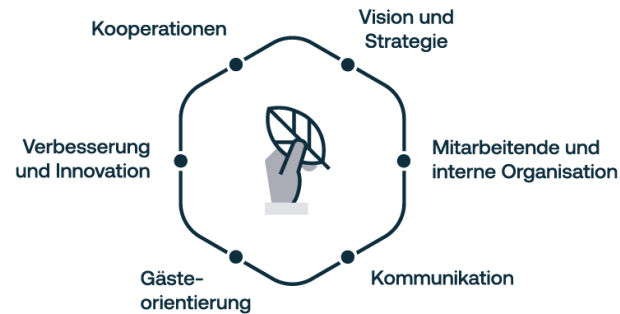 Kooperationen
Vision und
Strategie
Verbesserung
und Innovation
Mitarbeitende und
interne Organisation
Gäste-
orientierung
Kommunikation